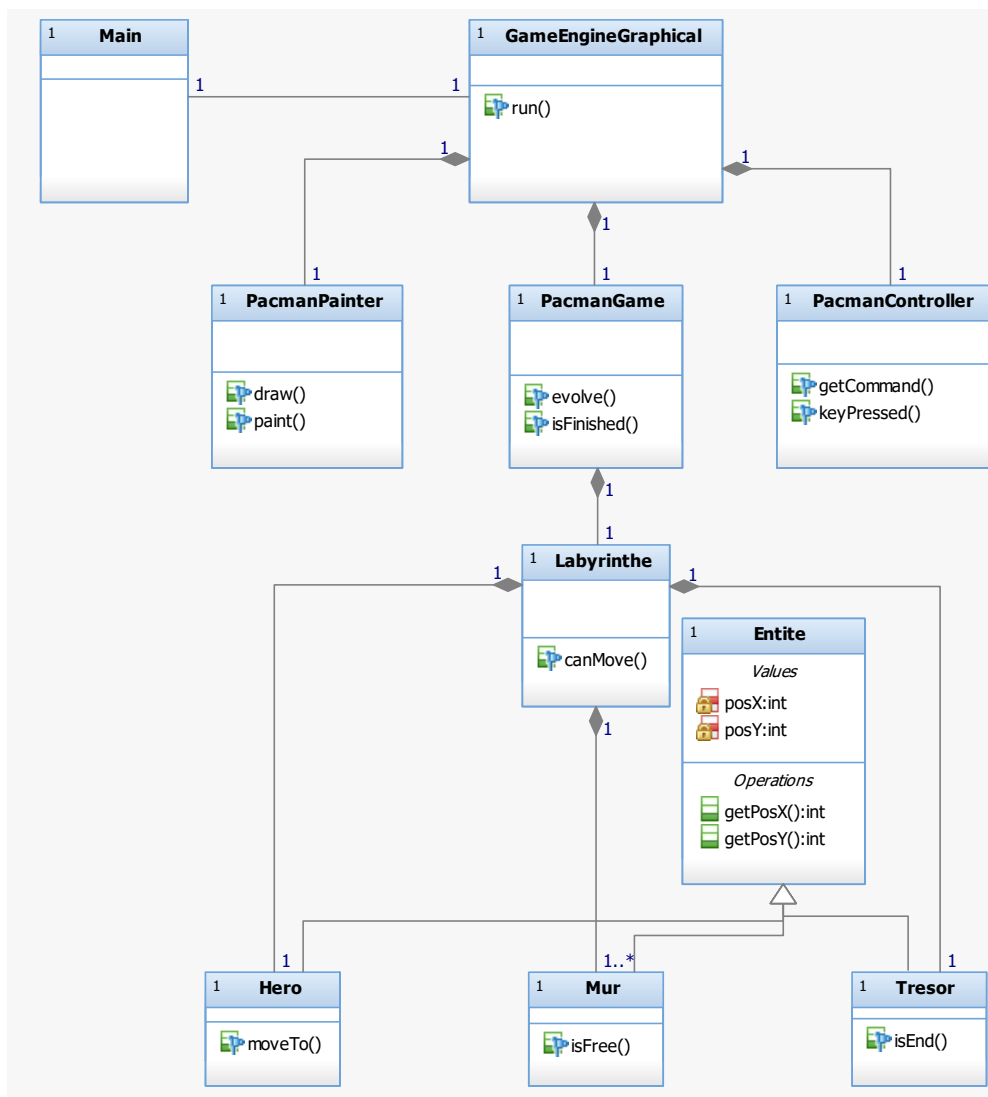 1 Main
1 GameEngineGraphical
1 1
run()
1 1
1
1 1 1
1 PacmanPainter
1 PacmanGame
1 PacmanController
draw()
paint()
evolve()
isFinished()
getCommand()
keyPressed()
1
1
1 Labyrinthe
1 1
canMove()
1
1 Entite
Values
posX:int
posY:int
Operations
getPosX():int
getPosY():int
1 1..* 1
1 Hero
1 Mur
1 Tresor
moveTo()
isFree()
isEnd()